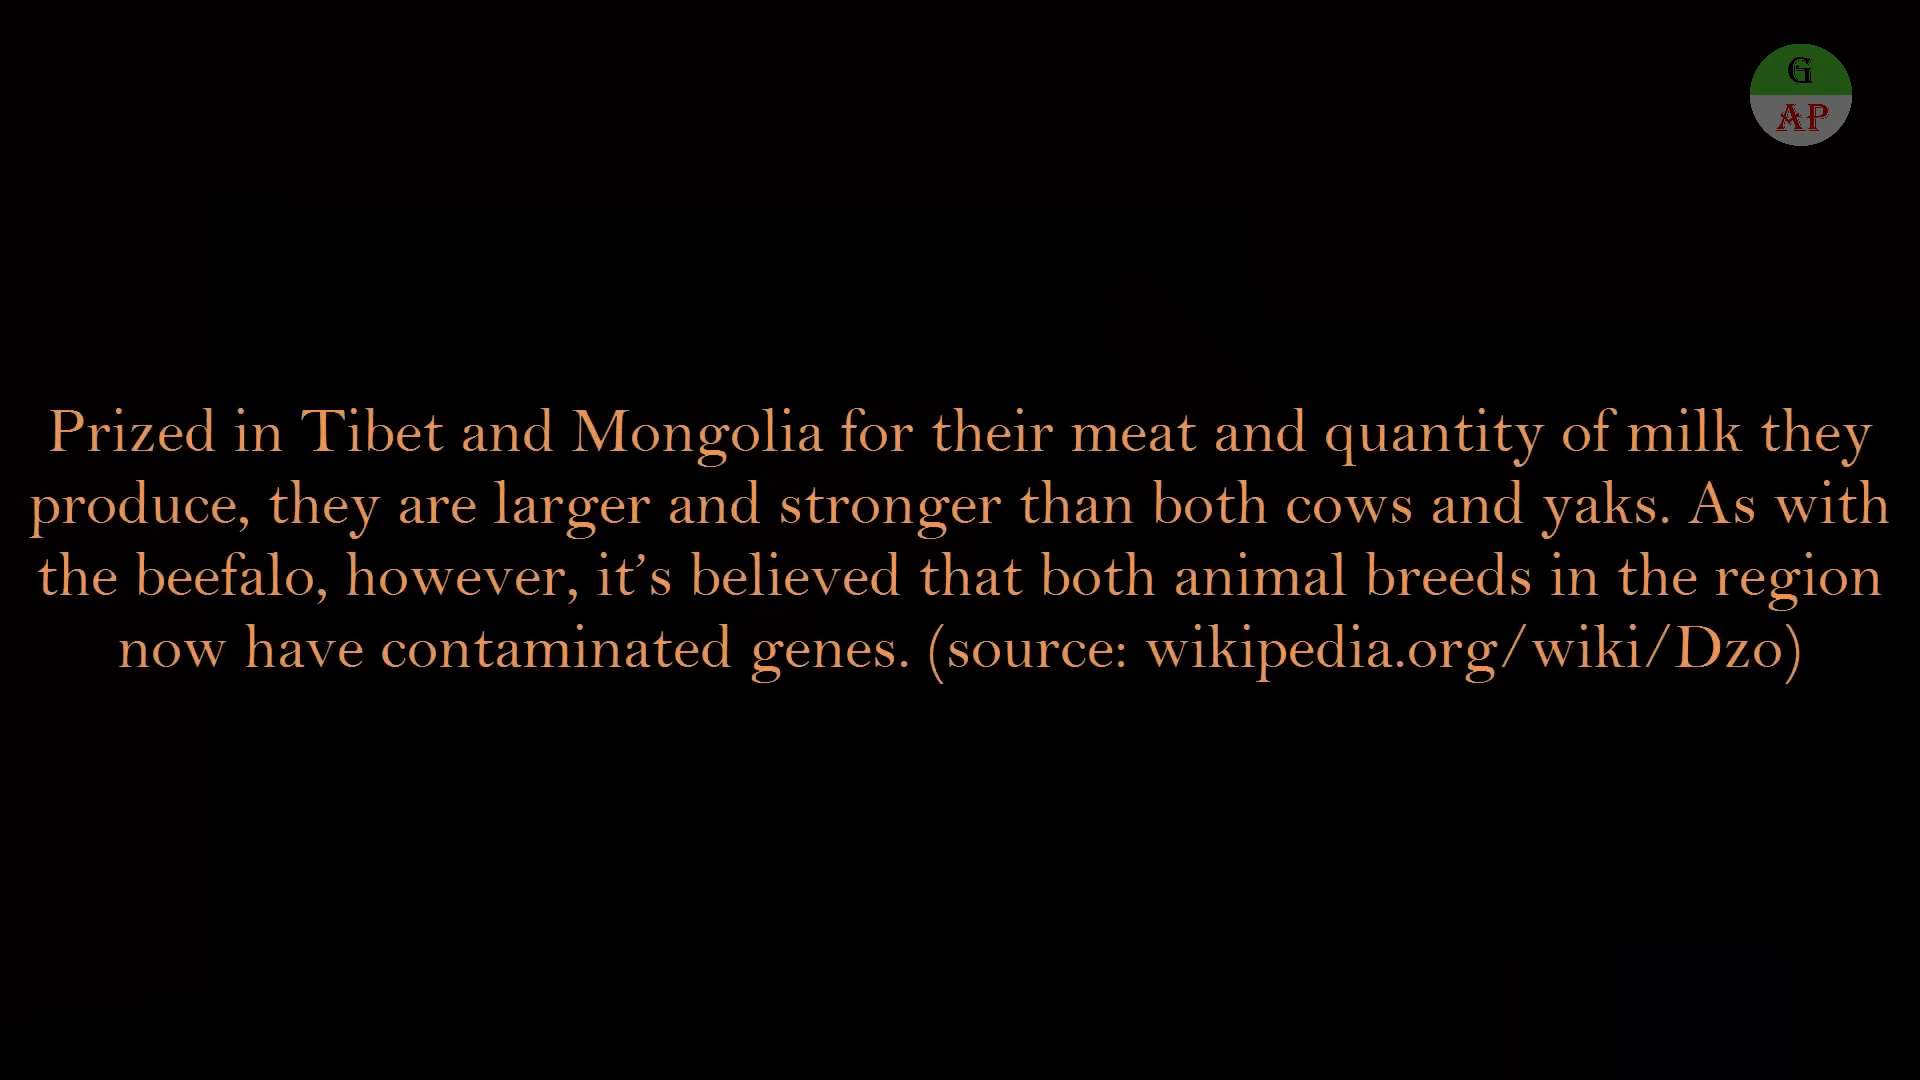 G
AP
Prized in Tibet and Mongolia for their meat and quantity of milk they
produce, they are larger and stronger than both cows and yaks. As with
the beefalo, however, it’s believed that both animal breeds in the region
now have contaminated genes. (source: wikipedia.org/wiki/Dzo)